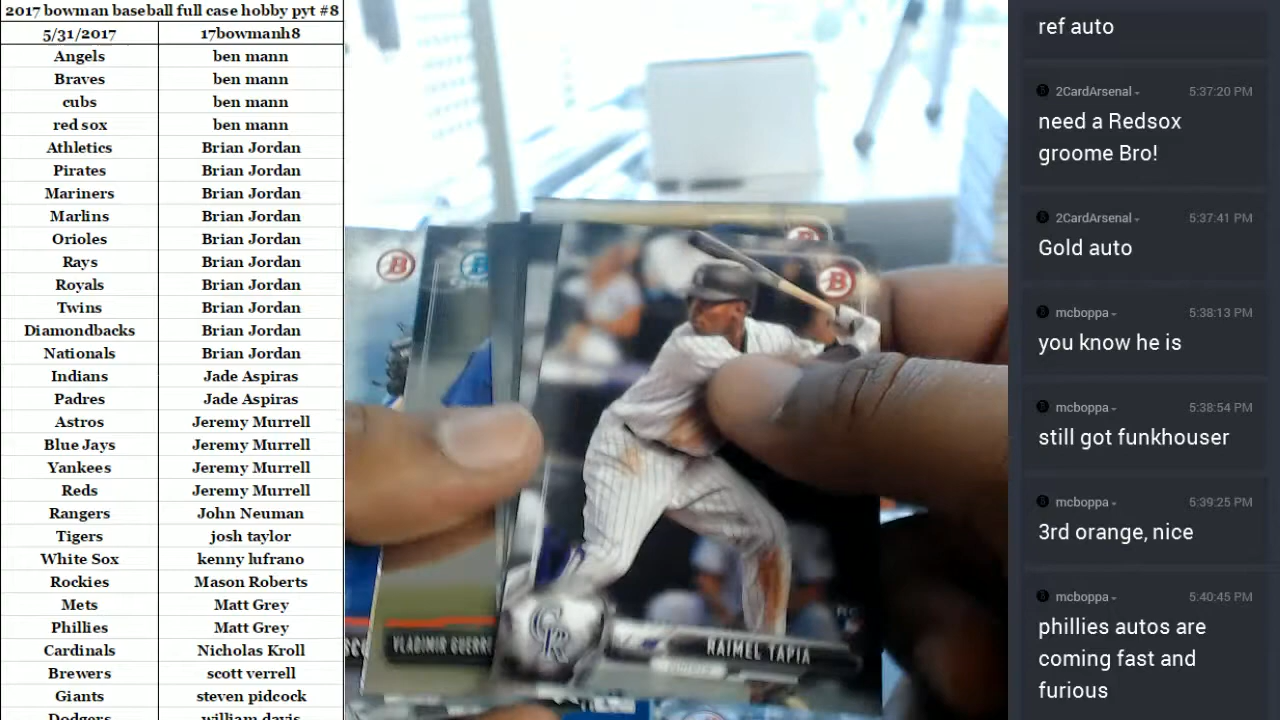 2017 bowman baseball full case hobby pyt #8
5/31/2017 17bowmanh8
Angels ben mann
Braves ben mann
cubs ben mann
red sox ben mann
Athletics Brian Jordan
Pirates Brian Jordan
Mariners Brian Jordan
Marlins Brian Jordan
Orioles Brian Jordan
Rays Brian Jordan
Royals Brian Jordan
Twins Brian Jordan
Diamondbacks Brian Jordan
Nationals Brian Jordan
Indians Jade Aspiras
Padres Jade Aspiras
Astros Jeremy Murrell
Blue Jays Jeremy Murrell
Yankees Jeremy Murrell
Reds Jeremy Murrell
Rangers John Neuman
Tigers josh taylor
White Sox kenny lufrano
Rockies Mason Roberts
Mets Matt Grey
Phillies Matt Grey
Cardinals Nicholas Kroll
Brewers scott verrell
Giants steven pidcock
Dodgers william davis
B
B
B
VLADIMIR GUERR
CR
RAIMEL TAPIA
ref auto
2CardArsenal 5:37:20 PM
need a Redsox
groome Bro!
2CardArsenal 5:37:41 PM
Gold auto
mcboppa 5:38:13 PM
you know he is
mcboppa 5:38:54 PM
still got funkhouser
mcboppa 5:39:25 PM
3rd orange, nice
mcboppa 5:40:45 PM
phillies autos are
coming fast and
furious